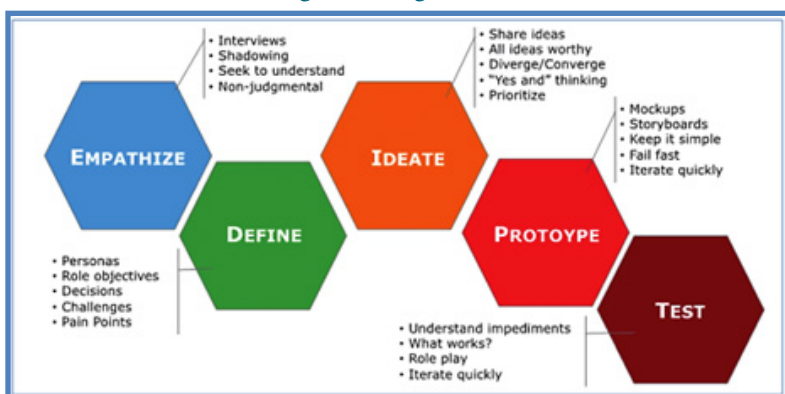 • Interviews
• Shadowing
• Seek to understand
• Non-judgmental
EMPATHIZE
DEFINE
• Personas
• Role objectives
• Decisions
• Challenges
• Pain Points
• Share ideas
• All ideas worthy
• Diverge/Converge
• "Yes and" thinking
• Prioritize
IDEATE
• Mockups
• Storyboards
• Keep it simple
• Fail fast
• Iterate quickly
PROTOYPE
TEST
• Understand impediments
• What works?
• Role play
• Iterate quickly